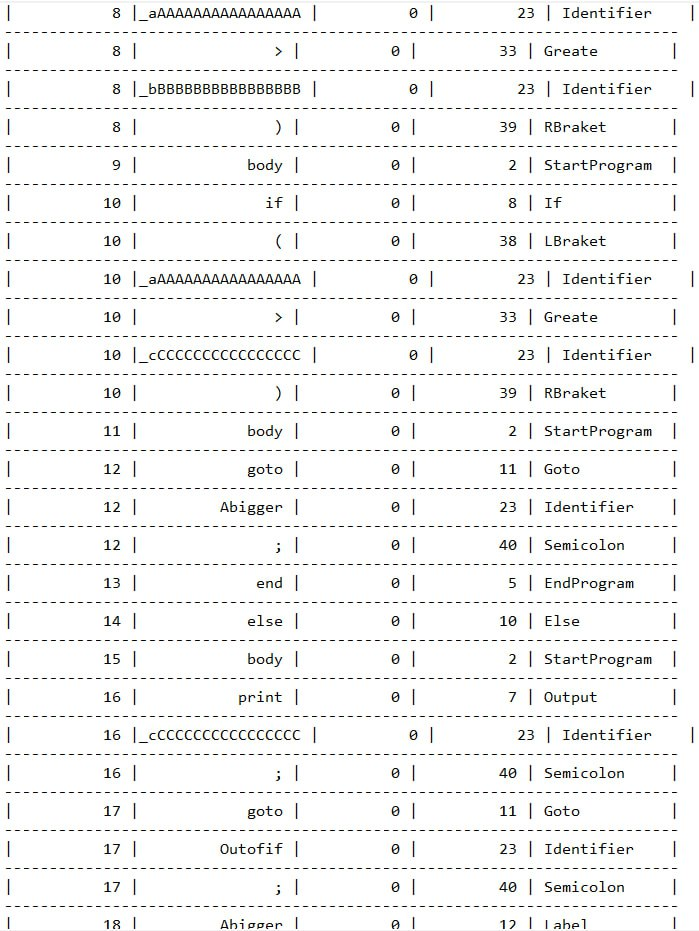 | 8 |_aAAAAAAAAAAAAAAAA | 0 | 23 | Identifier |
| 8 | > | 0 | 33 | Greate |
| 8 |_bBBBBBBBBBBBBBBBB | 0 | 23 | Identifier |
| 8 | ) | 0 | 39 | RBraket |
| 9 | body | 0 | 2 | StartProgram |
| 10 | if | 0 | 8 | If |
| 10 | ( | 0 | 38 | LBraket |
| 10 |_aAAAAAAAAAAAAAAAA | 0 | 23 | Identifier |
| 10 | > | 0 | 33 | Greate |
| 10 |_cCCCCCCCCCCCCCCCC | 0 | 23 | Identifier |
| 10 | ) | 0 | 39 | RBraket |
| 11 | body | 0 | 2 | StartProgram |
| 12 | goto | 0 | 11 | Goto |
| 12 | Abigger | 0 | 23 | Identifier |
| 12 | ; | 0 | 40 | Semicolon |
| 13 | end | 0 | 5 | EndProgram |
| 14 | else | 0 | 10 | Else |
| 15 | body | 0 | 2 | StartProgram |
| 16 | print | 0 | 7 | Output |
| 16 |_cCCCCCCCCCCCCCCCC | 0 | 23 | Identifier |
| 16 | ; | 0 | 40 | Semicolon |
| 17 | goto | 0 | 11 | Goto |
| 17 | Outofif | 0 | 23 | Identifier |
| 17 | ; | 0 | 40 | Semicolon |
| 18 | Abigger | 0 | 12 | Label |